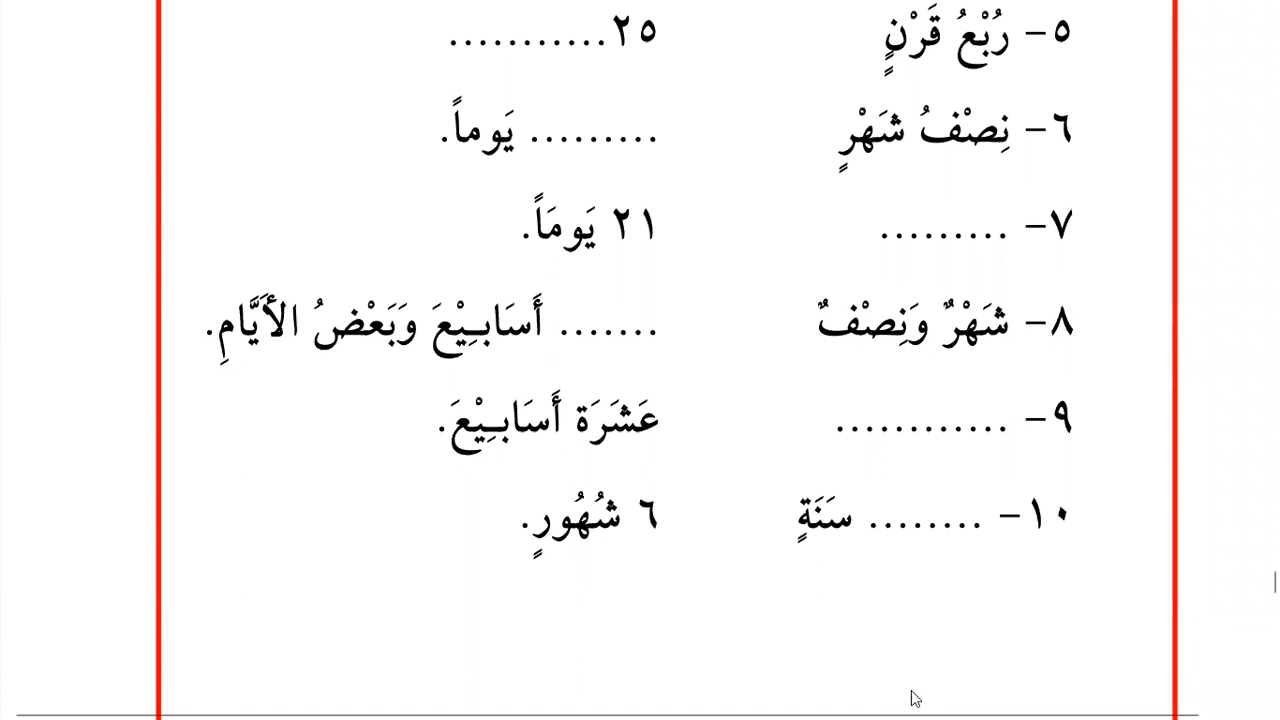 ٥- رُبْعُ قَرْنٍ ٢٥...........
٦- نِصْفُ شَهْرٍ ......... يَوماً.
٧- ......... ٢١ يَومَاً.
٨- شَهْرٌ وَنِصْفٌ ....... أَسَابِيْعَ وَبَعْضُ الأَيَّامِ.
٩- ............ عَشَرَة أَسَابِيْعَ.
١٠- ........ سَنَةٍ ٦ شُهُورٍ.